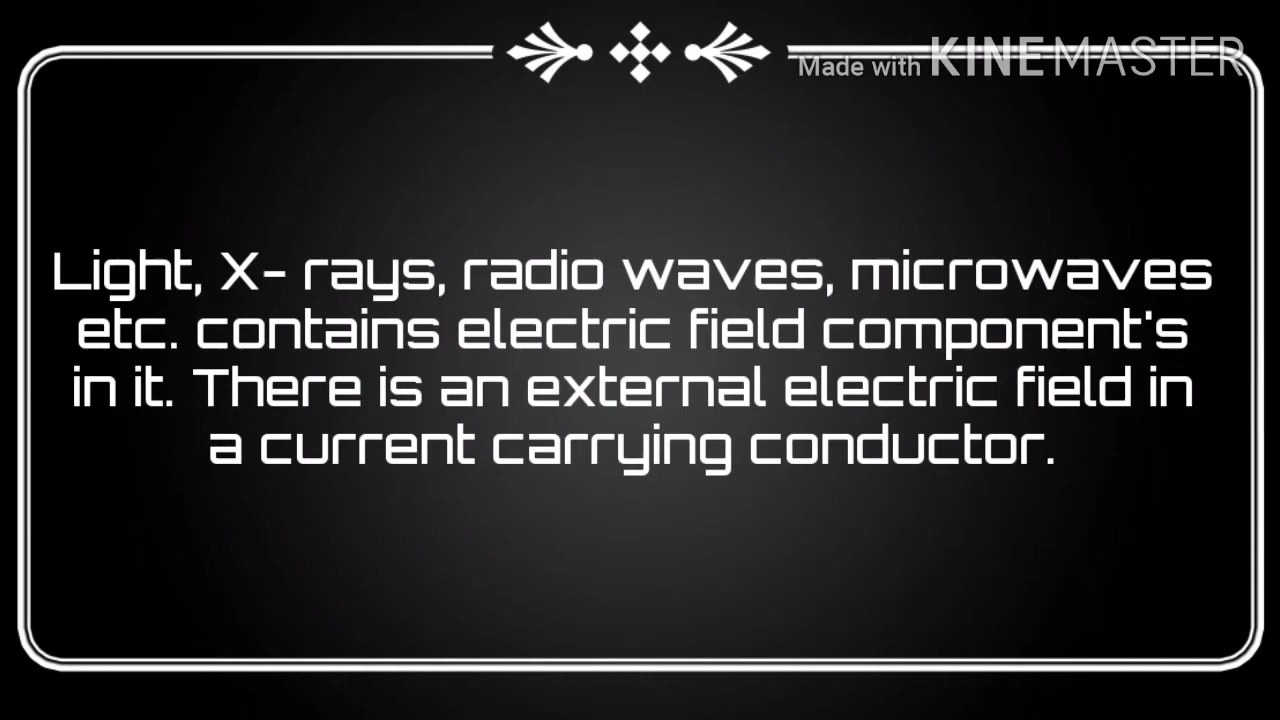 Made with KINEMASTER
Light, X- rays, radio waves, microwaves
etc. contains electric field component's
in it. There is an external electric field in
a current carrying conductor.